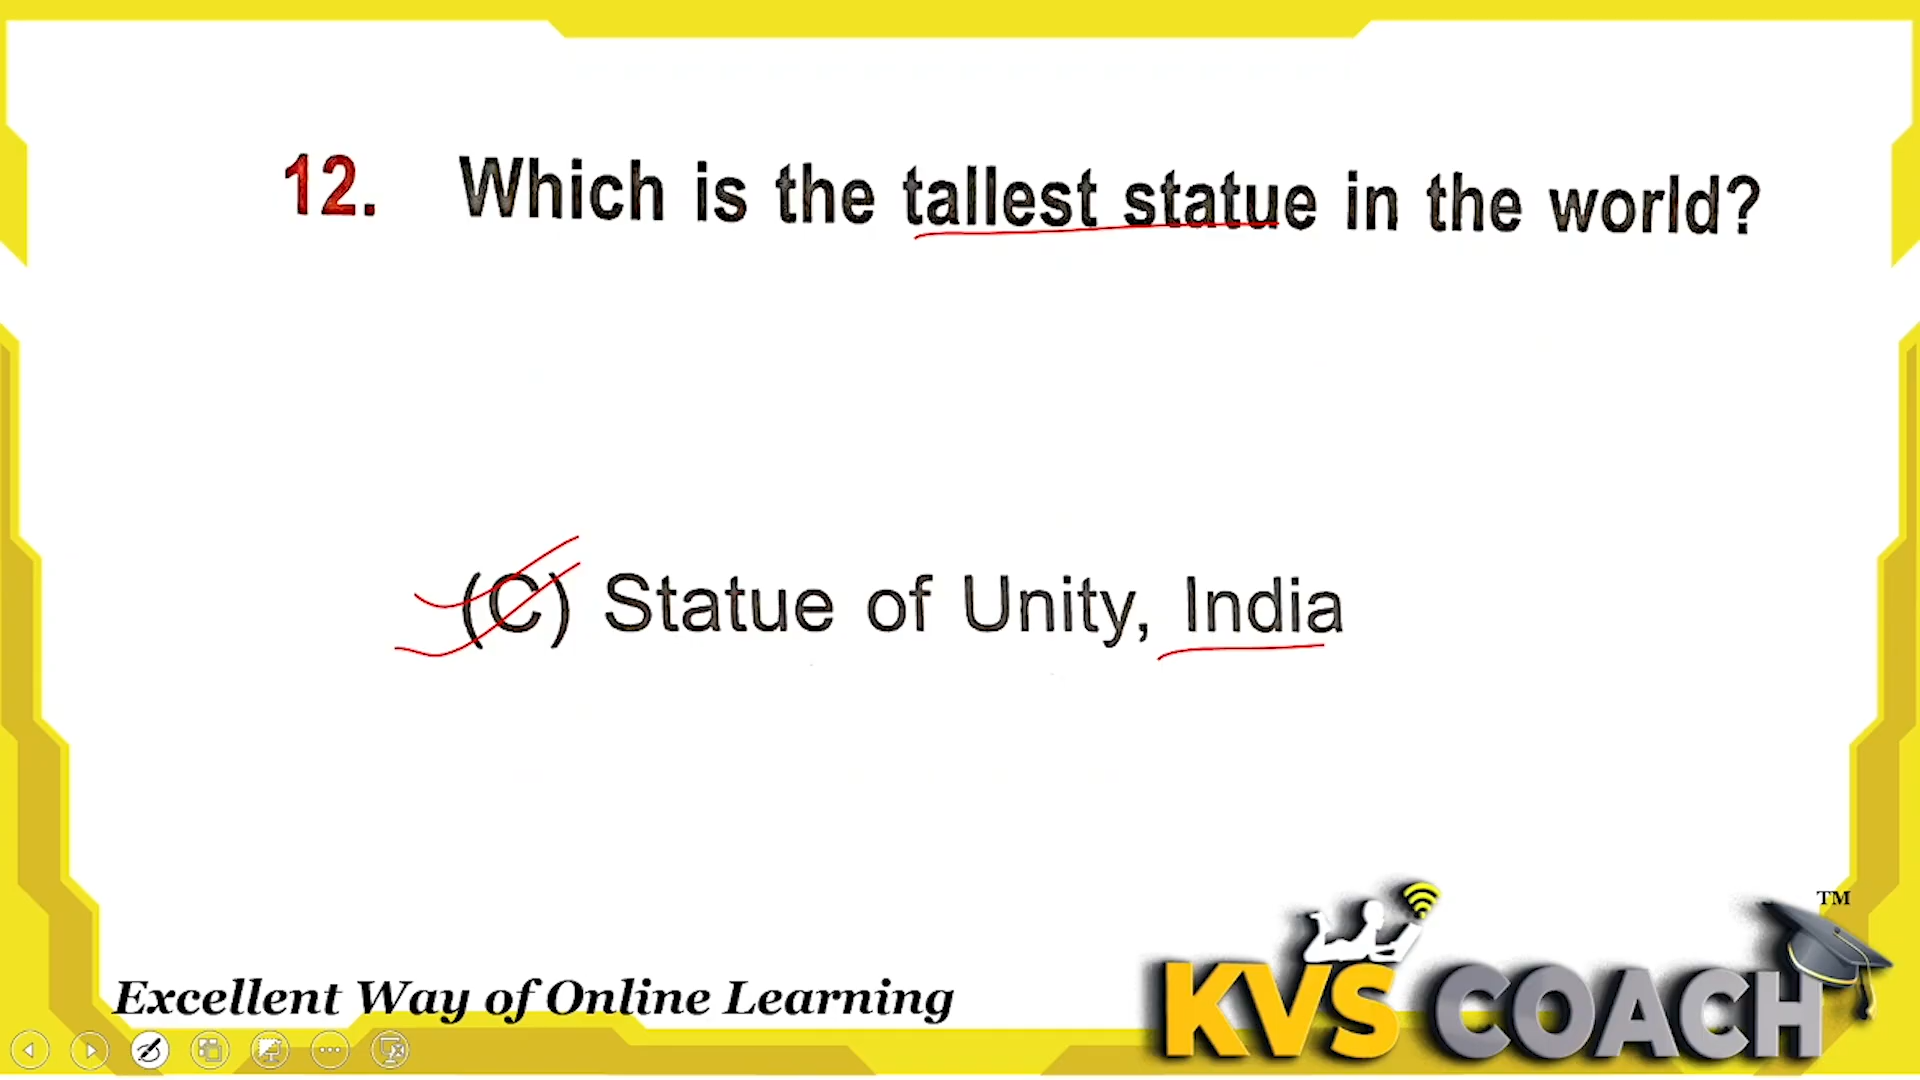 12. Which is the tallest statue in the world?
(C) Statue of Unity, India
TM
Excellent Way of Online Learning
KVS COACH